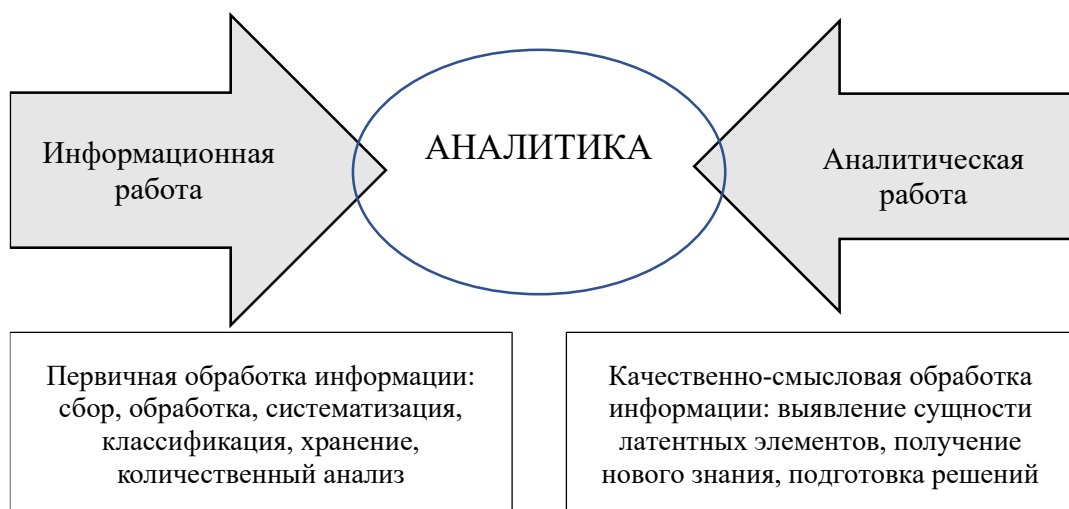 Информационная
работа
АНАЛИТИКА
Аналитическая
работа
Первичная обработка информации:
сбор, обработка, систематизация,
классификация, хранение,
количественный анализ
Качественно-смысловая обработка
информации: выявление сущности
латентных элементов, получение
нового знания, подготовка решений